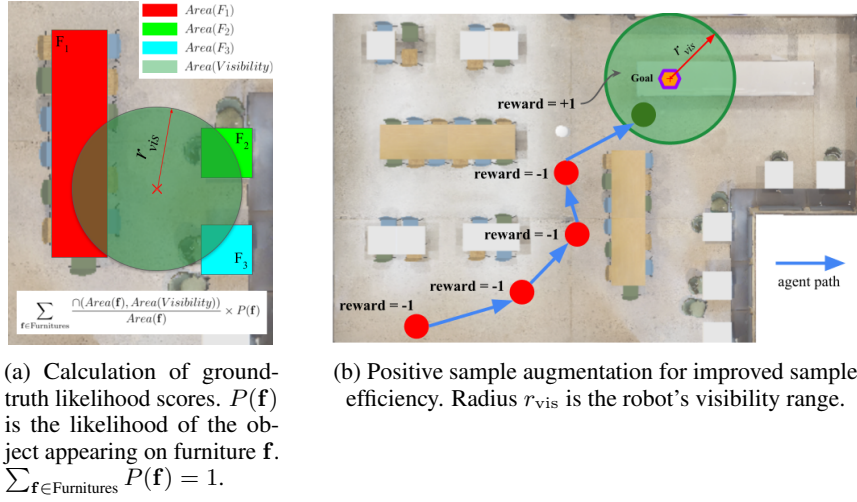 Area(F₁)
Area(F₂)
Area(F₃)
Area(Visibility)
F₁
r_vis
F₂
F₃
∑_{f∈Furnitures} ∩(Area(f), Area(Visibility)) / Area(f) × P(f)
(a) Calculation of ground-
truth likelihood scores. P(f)
is the likelihood of the ob-
ject appearing on furniture f.
∑_{f∈Furnitures} P(f) = 1.
r_vis
Goal
reward = +1
reward = -1
reward = -1
reward = -1
reward = -1
agent path
(b) Positive sample augmentation for improved sample
efficiency. Radius r_vis is the robot's visibility range.